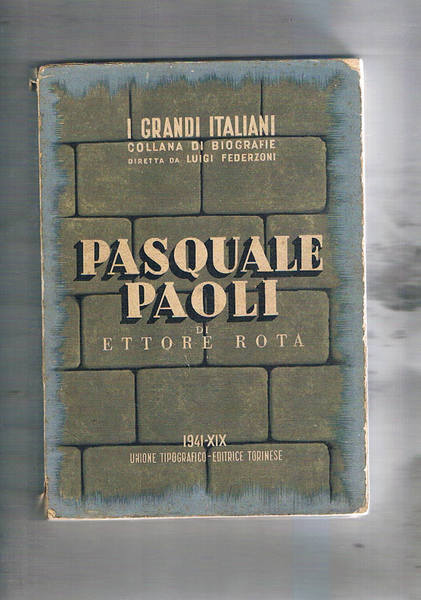 I GRANDI ITALIANI
COLLANA DI BIOGRAFIE
DIRETTA DA LUIGI FEDERZONI
PASQUALE
PAOLI
DI
ETTORE ROTA
1941-XIX
UNIONE TIPOGRAFICO-EDITRICE TORINESE